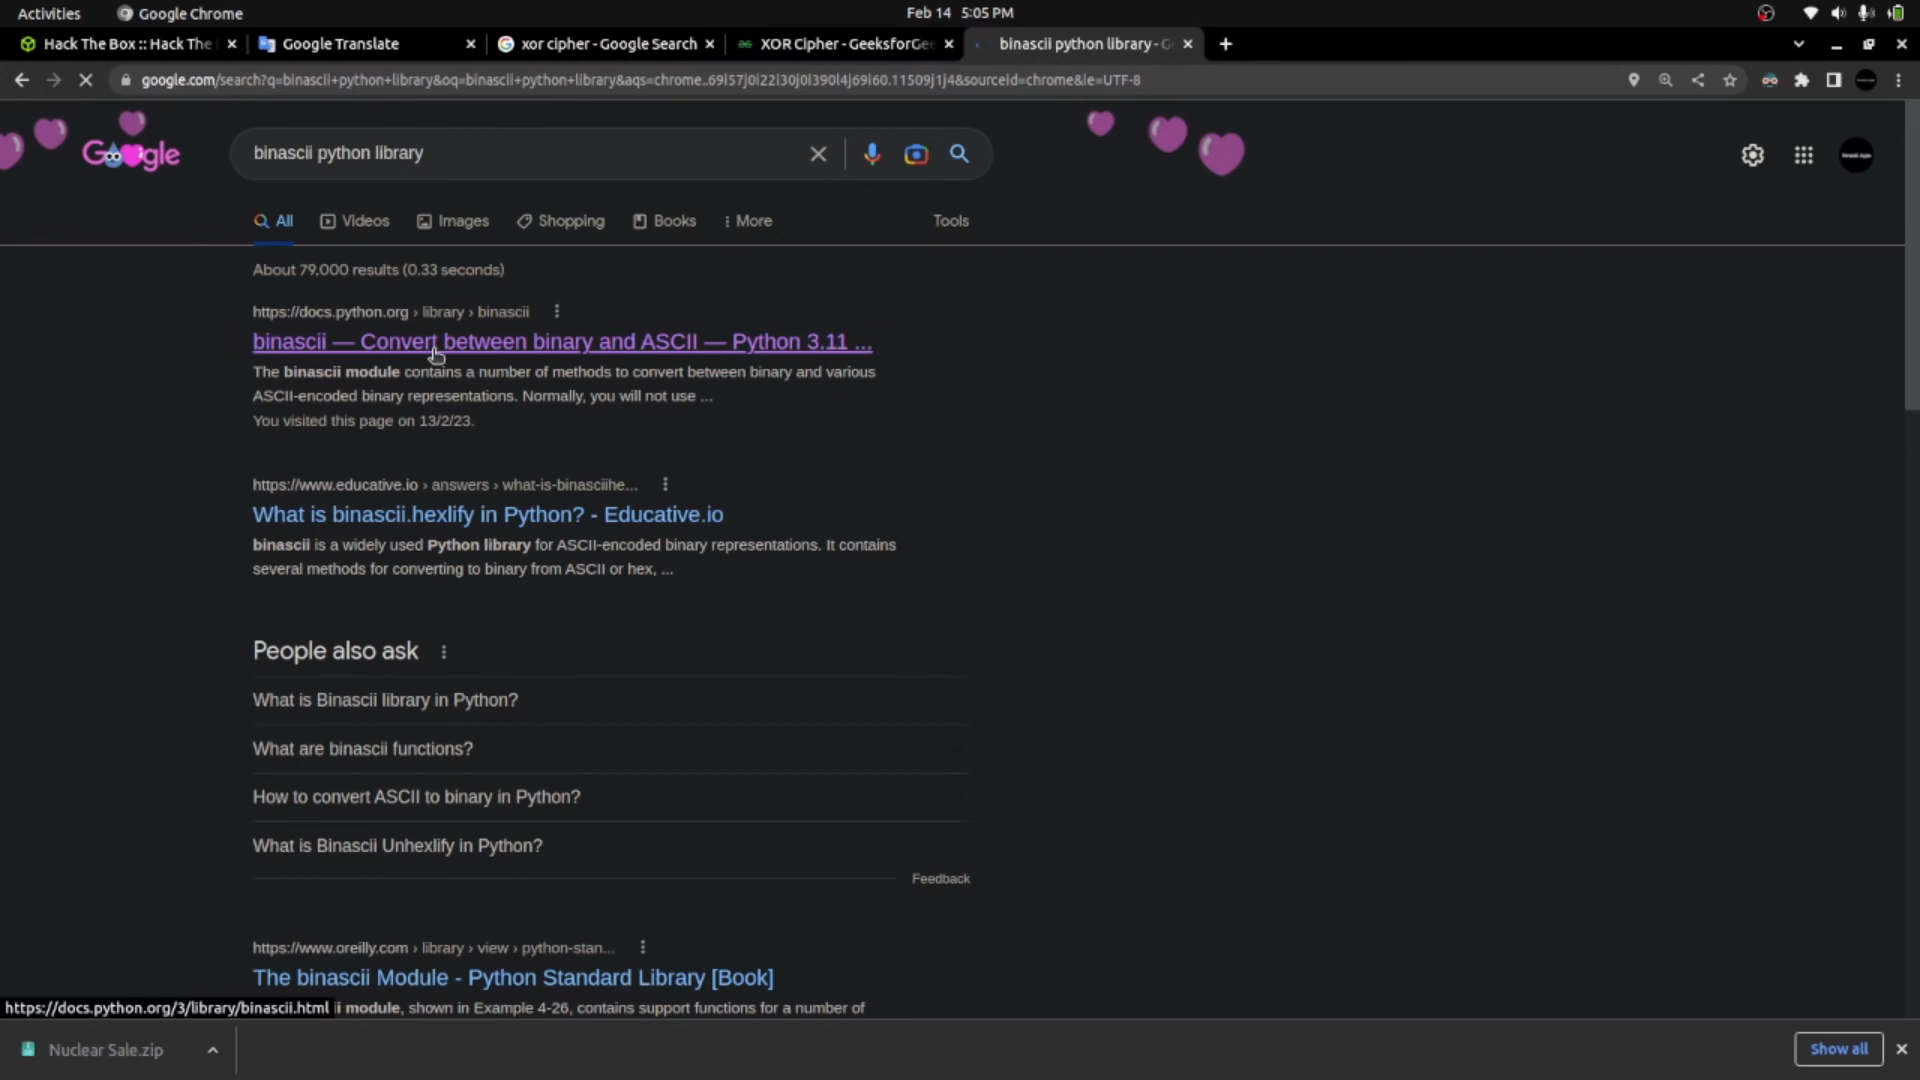 Activities Google Chrome Feb 14 5:05 PM
Hack The Box :: Hack The Google Translate xor cipher - Google Search XOR Cipher - GeeksforGee binascii python library - G
google.com/search?q=binascii+python+library&oq=binascii+python+library&aqs=chrome..69i57j0i22i30j0i390l4j69i60.11509j1j4&sourceid=chrome&ie=UTF-8
Google binascii python library
All Videos Images Shopping Books More Tools
About 79,000 results (0.33 seconds)
https://docs.python.org › library › binascii
binascii — Convert between binary and ASCII — Python 3.11 ...
The binascii module contains a number of methods to convert between binary and various
ASCII-encoded binary representations. Normally, you will not use ...
You visited this page on 13/2/23.
https://www.educative.io › answers › what-is-binasciihe...
What is binascii.hexlify in Python? - Educative.io
binascii is a widely used Python library for ASCII-encoded binary representations. It contains
several methods for converting to binary from ASCII or hex, ...
People also ask
What is Binascii library in Python?
What are binascii functions?
How to convert ASCII to binary in Python?
What is Binascii Unhexlify in Python?
Feedback
https://www.oreilly.com › library › view › python-stan...
The binascii Module - Python Standard Library [Book]
https://docs.python.org/3/library/binascii.html i module, shown in Example 4-26, contains support functions for a number of
Nuclear Sale.zip Show all